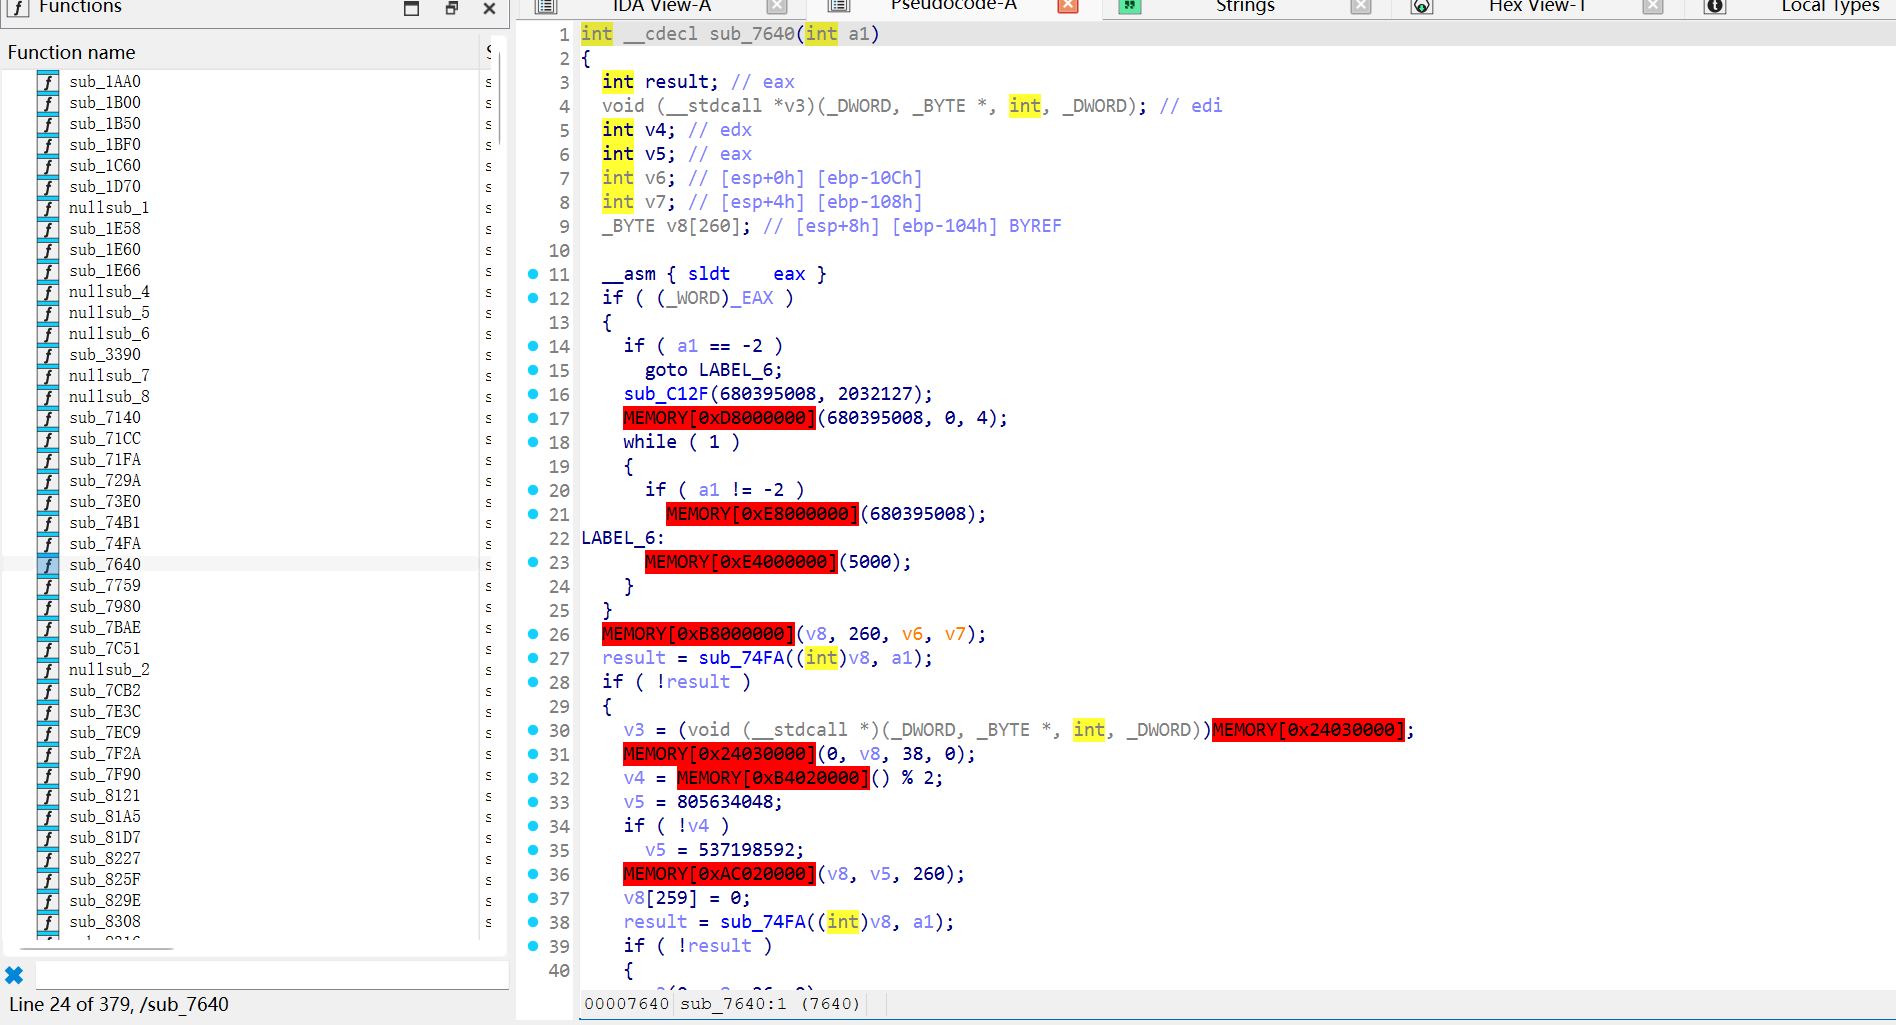 Functions
IDA View-A
Pseudocode-A
Strings
Hex View-1
Local Types
Function name
sub_1AA0
sub_1B00
sub_1B50
sub_1BF0
sub_1C60
sub_1D70
nullsub_1
sub_1E58
sub_1E60
sub_1E66
nullsub_4
nullsub_5
nullsub_6
sub_3390
nullsub_7
nullsub_8
sub_7140
sub_71CC
sub_71FA
sub_729A
sub_73E0
sub_74B1
sub_74FA
sub_7640
sub_7759
sub_7980
sub_7BAE
sub_7C51
nullsub_2
sub_7CB2
sub_7E3C
sub_7EC9
sub_7F2A
sub_7F90
sub_8121
sub_81A5
sub_81D7
sub_8227
sub_825F
sub_829E
sub_8308
Line 24 of 379, /sub_7640
1 int __cdecl sub_7640(int a1)
2 {
3 int result; // eax
4 void (__stdcall *v3)(_DWORD, _BYTE *, int, _DWORD); // edi
5 int v4; // edx
6 int v5; // eax
7 int v6; // [esp+0h] [ebp-10Ch]
8 int v7; // [esp+4h] [ebp-108h]
9 _BYTE v8[260]; // [esp+8h] [ebp-104h] BYREF
10
11 __asm { sldt    eax }
12 if ( (_WORD)_EAX )
13 {
14 if ( a1 == -2 )
15 goto LABEL_6;
16 sub_C12F(680395008, 2032127);
17 MEMORY[0xD8000000](680395008, 0, 4);
18 while ( 1 )
19 {
20 if ( a1 != -2 )
21 MEMORY[0xE8000000](680395008);
22 LABEL_6:
23 MEMORY[0xE4000000](5000);
24 }
25 }
26 MEMORY[0xB8000000](v8, 260, v6, v7);
27 result = sub_74FA((int)v8, a1);
28 if ( !result )
29 {
30 v3 = (void (__stdcall *)(_DWORD, _BYTE *, int, _DWORD))MEMORY[0x24030000];
31 MEMORY[0x24030000](0, v8, 38, 0);
32 v4 = MEMORY[0xB4020000]() % 2;
33 v5 = 805634048;
34 if ( !v4 )
35 v5 = 537198592;
36 MEMORY[0xAC020000](v8, v5, 260);
37 v8[259] = 0;
38 result = sub_74FA((int)v8, a1);
39 if ( !result )
40 {
00007640 sub_7640:1 (7640)